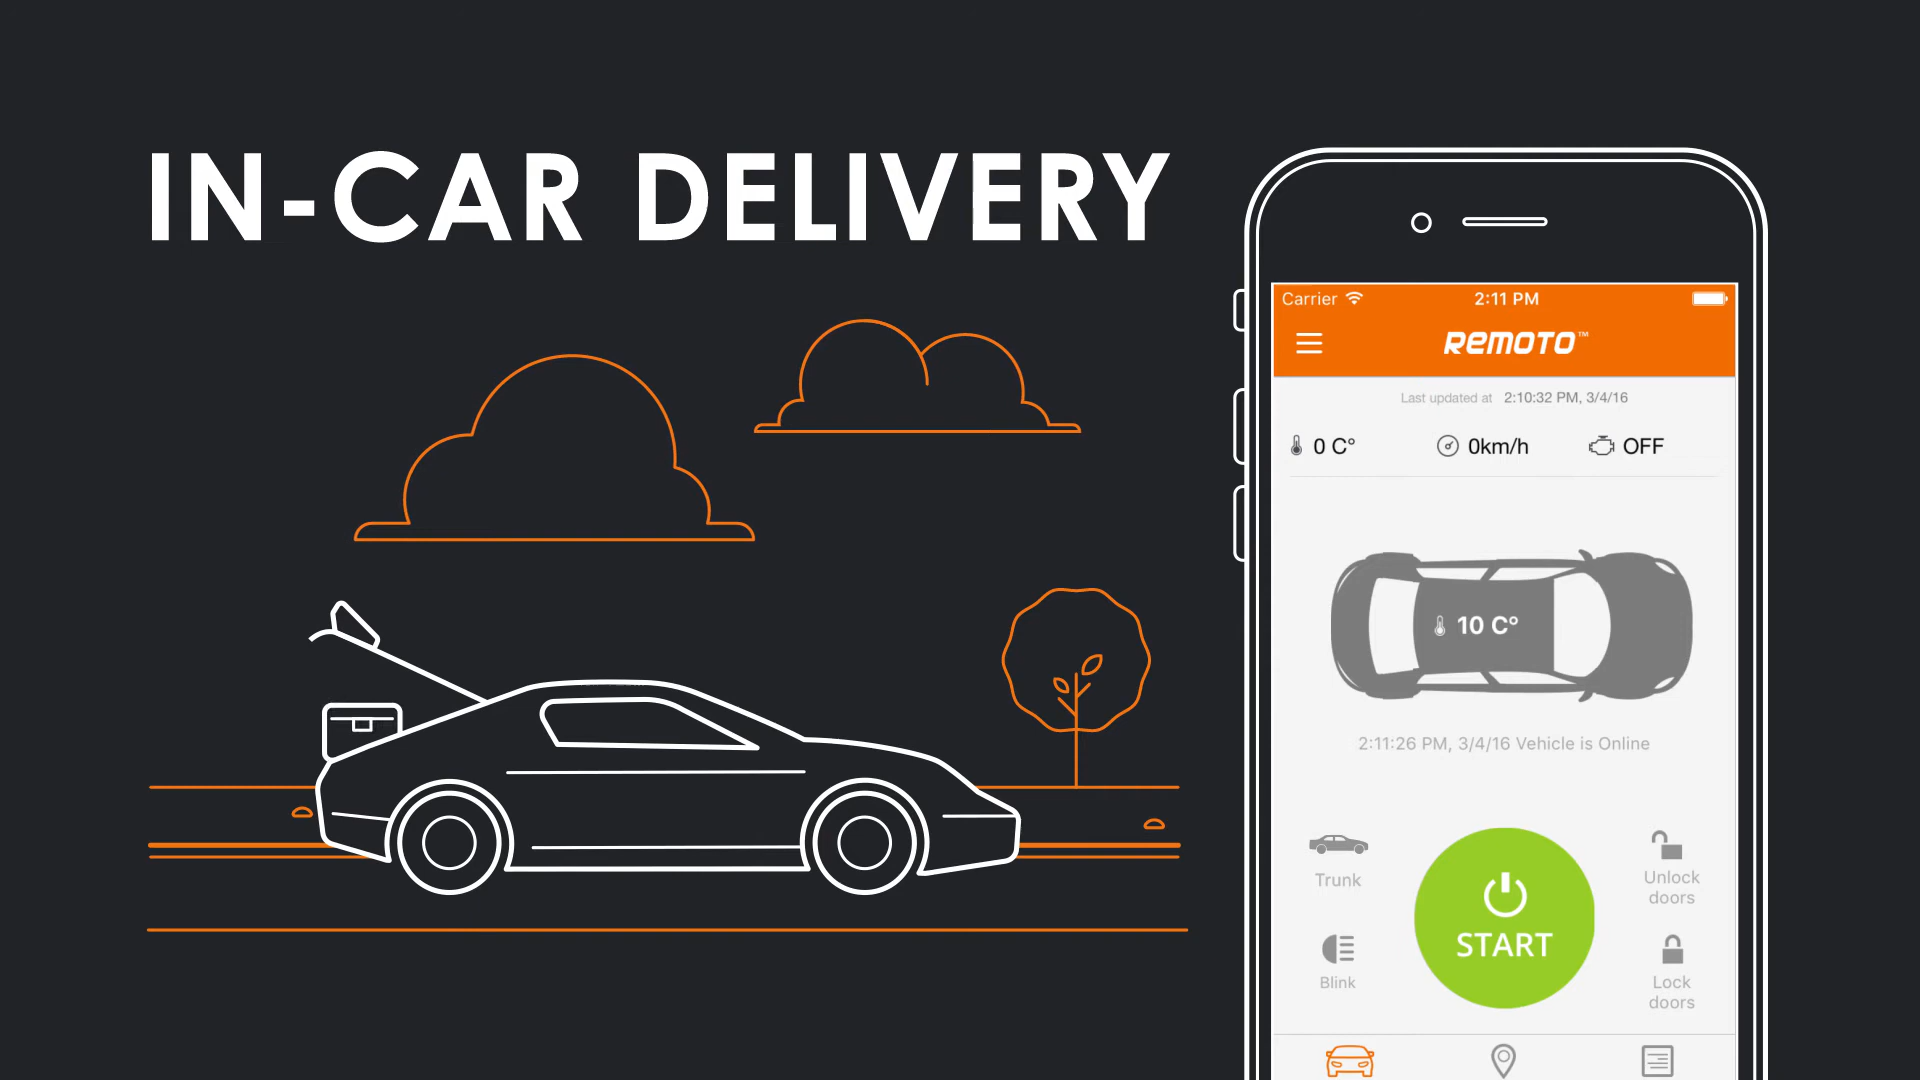 IN-CAR DELIVERY
Carrier 2:11 PM
REMOTO™
Last updated at 2:10:32 PM, 3/4/16
0 C° 0km/h OFF
10 C°
2:11:26 PM, 3/4/16 Vehicle is Online
Trunk
Unlock
doors
START
Blink
Lock
doors